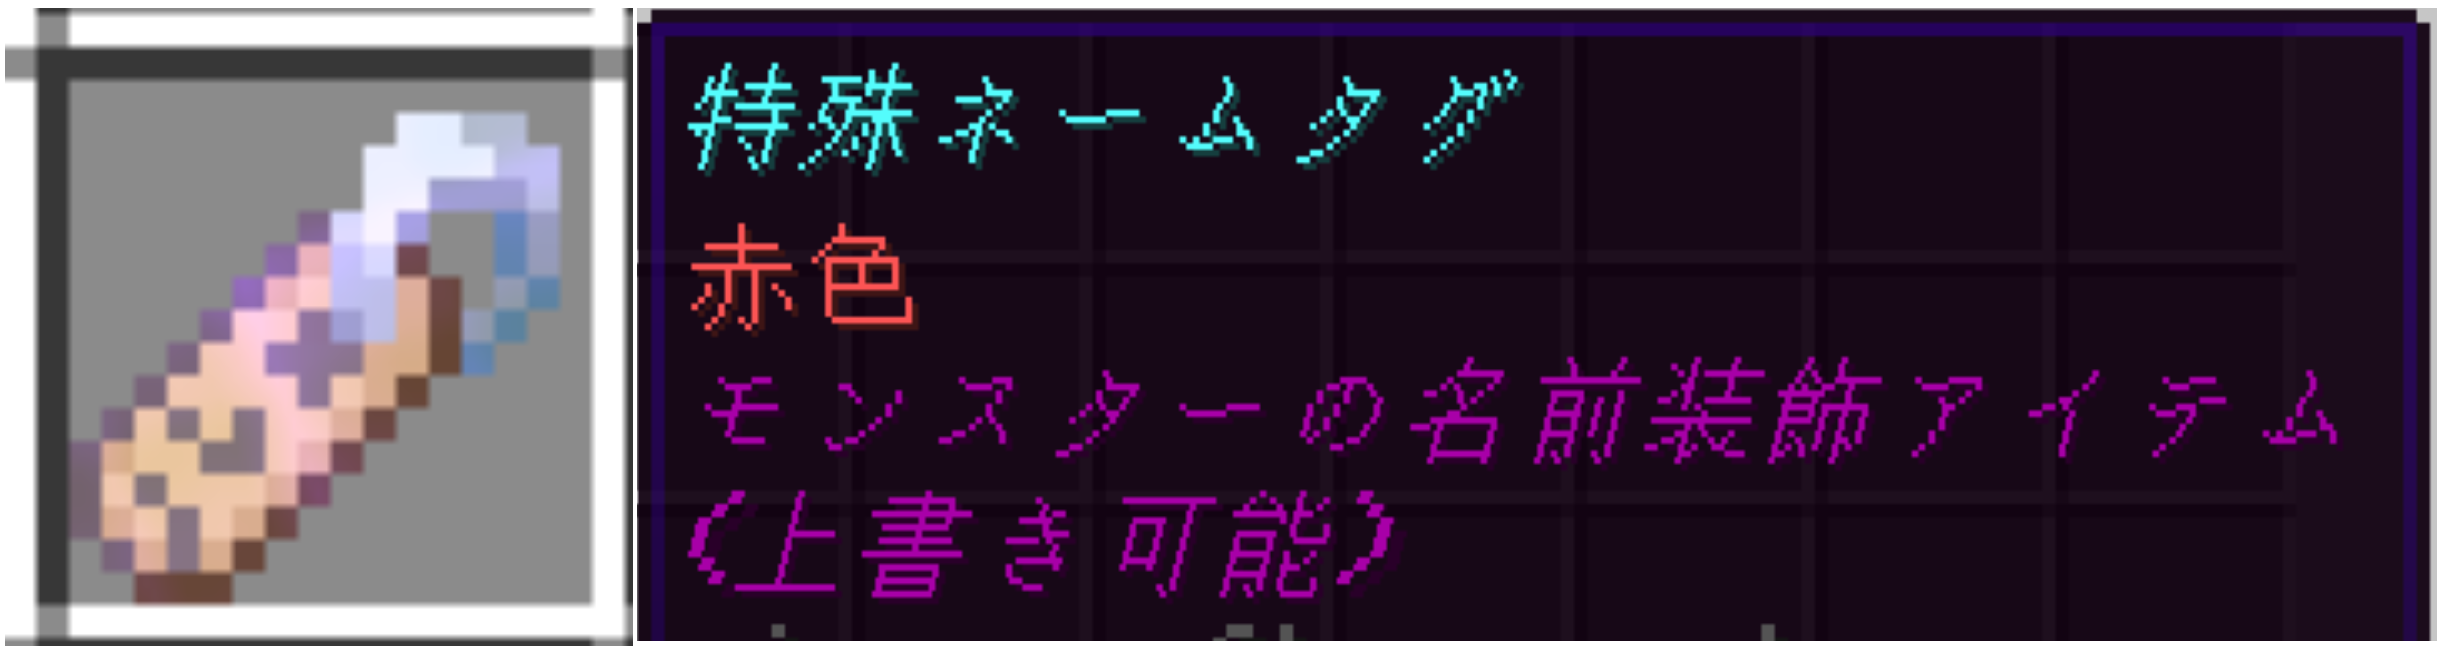 特殊ネームタグ
赤色
モンスターの名前装飾アイテム
(上書き可能)